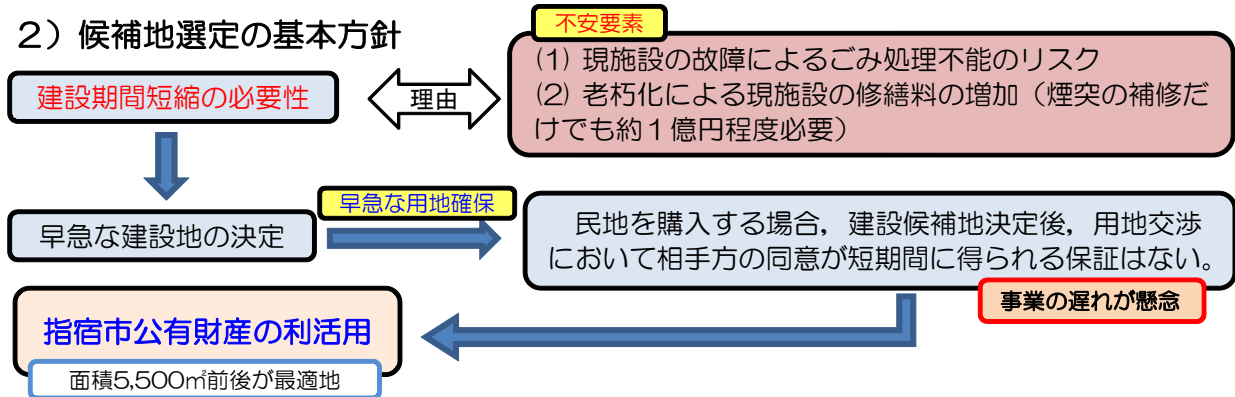 2）候補地選定の基本方針
不安要素
(1) 現施設の故障によるごみ処理不能のリスク
(2) 老朽化による現施設の修繕料の増加（煙突の補修だ
けでも約１億円程度必要）
建設期間短縮の必要性
理由
早急な建設地の決定
早急な用地確保
民地を購入する場合，建設候補地決定後，用地交渉
において相手方の同意が短期間に得られる保証はない。
事業の遅れが懸念
指宿市公有財産の利活用
面積5,500㎡前後が最適地